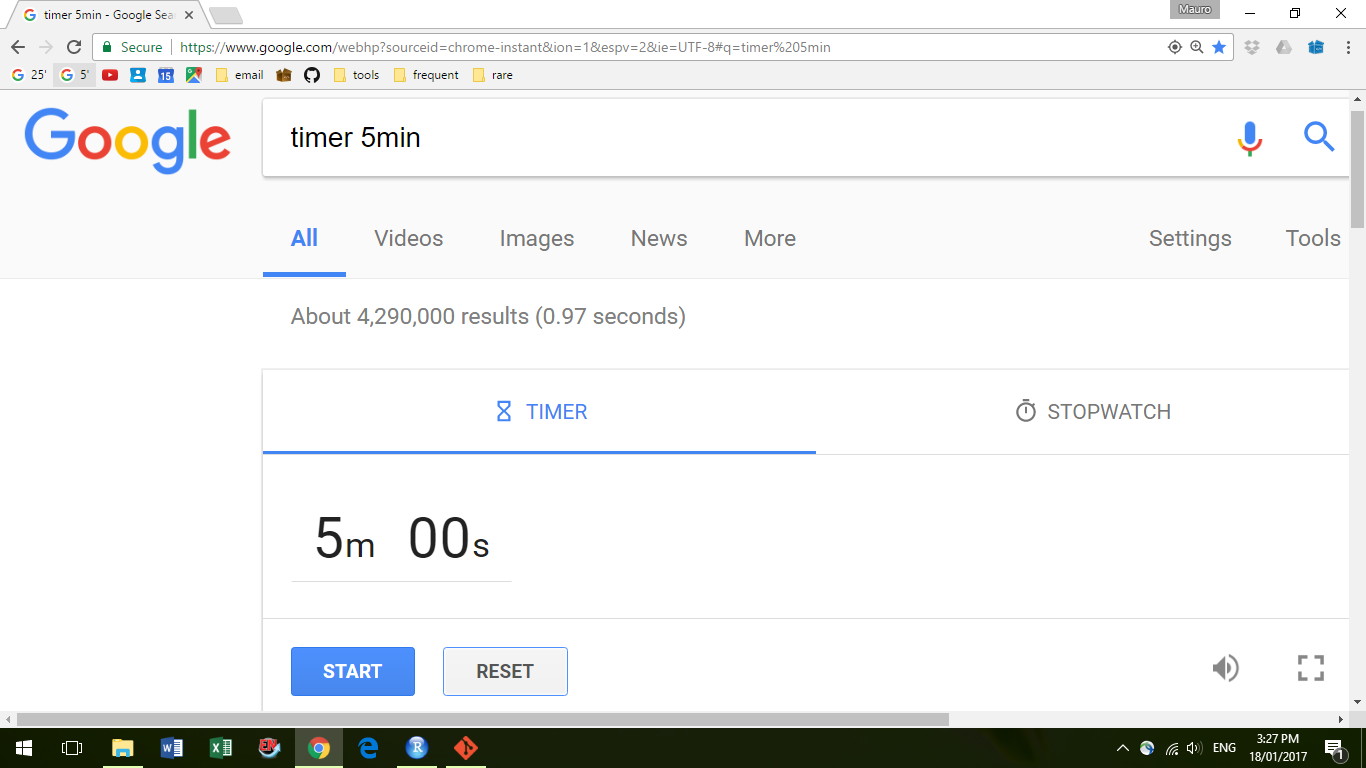 timer 5min - Google Sea
Mauro
Secure https://www.google.com/webhp?sourceid=chrome-instant&ion=1&espv=2&ie=UTF-8#q=timer%205min
25' 5' 15 email tools frequent rare
Google timer 5min
All Videos Images News More Settings Tools
About 4,290,000 results (0.97 seconds)
TIMER STOPWATCH
5m 00s
START RESET
ENG 3:27 PM
18/01/2017 1